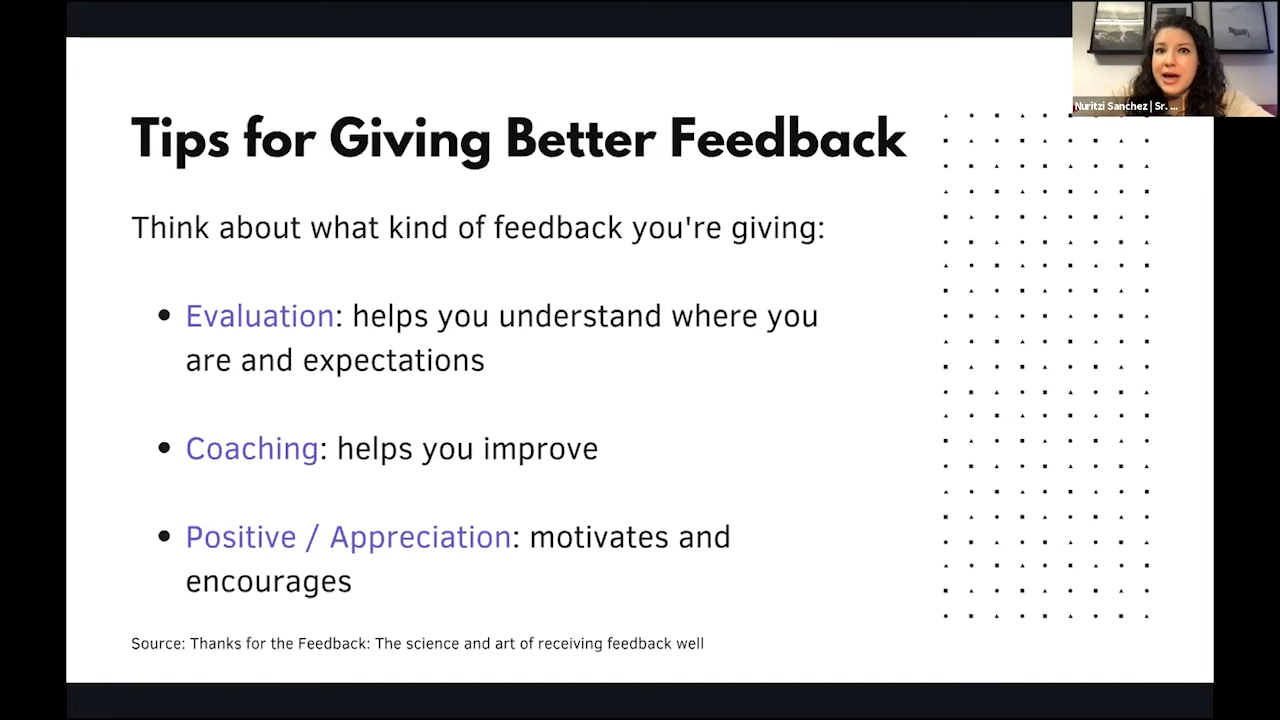 Tips for Giving Better Feedback
Think about what kind of feedback you're giving:
• Evaluation: helps you understand where you
are and expectations
• Coaching: helps you improve
• Positive / Appreciation: motivates and
encourages
Source: Thanks for the Feedback: The science and art of receiving feedback well
Nuritzi Sanchez | Sr. ...